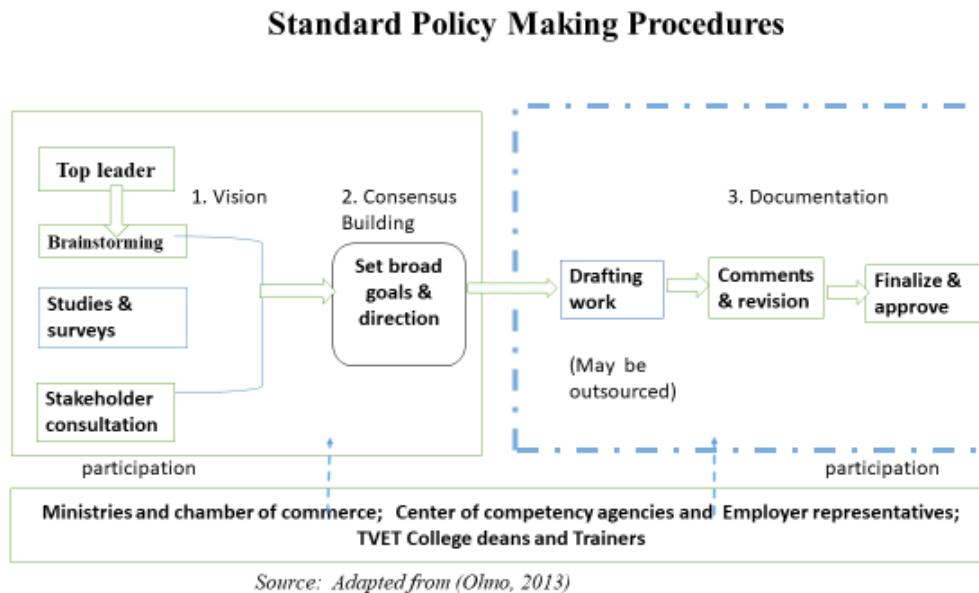 Standard Policy Making Procedures
Top leader
1. Vision
2. Consensus
Building
3. Documentation
Brainstorming
Set broad
goals &
direction
Studies &
surveys
Stakeholder
consultation
Drafting
work
Comments
& revision
Finalize &
approve
(May be
outsourced)
participation
participation
Ministries and chamber of commerce; Center of competency agencies and Employer representatives;
TVET College deans and Trainers
Source: Adapted from (Ohno, 2013)